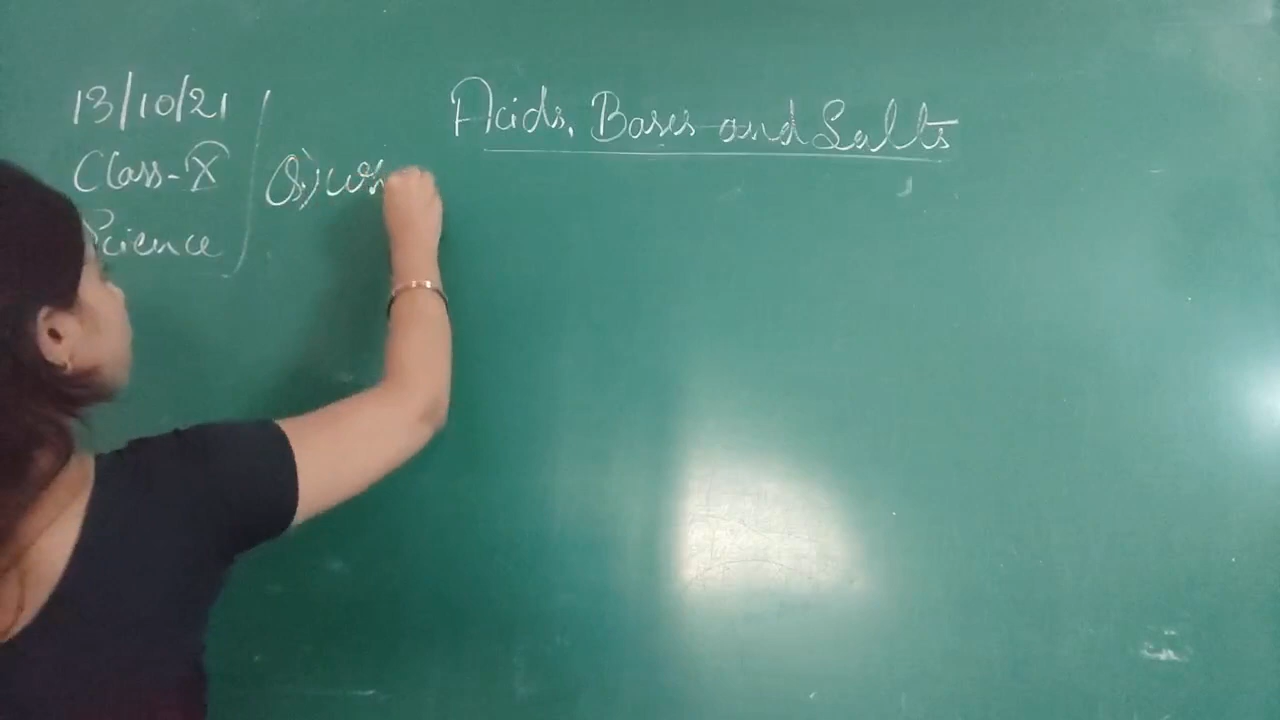 13/10/21
Class-X
Science
Acids, Bases and Salts
Q)